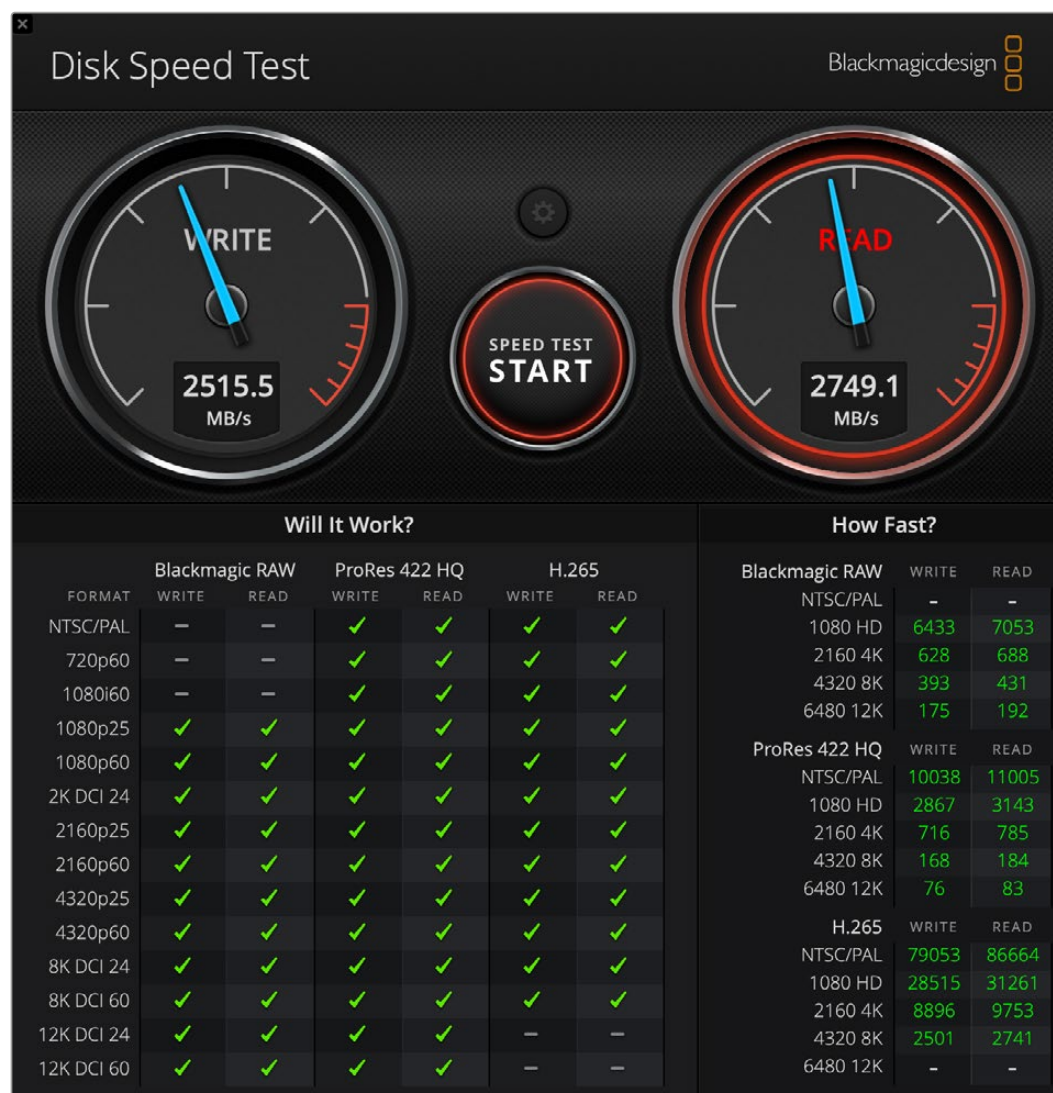 Disk Speed Test
Blackmagicdesign
WRITE
2515.5
MB/s
SPEED TEST
START
READ
2749.1
MB/s
Will It Work?
Blackmagic RAW ProRes 422 HQ H.265
FORMAT WRITE READ WRITE READ WRITE READ
NTSC/PAL – – ✓ ✓ ✓ ✓
720p60 – – ✓ ✓ ✓ ✓
1080i60 – – ✓ ✓ ✓ ✓
1080p25 ✓ ✓ ✓ ✓ ✓ ✓
1080p60 ✓ ✓ ✓ ✓ ✓ ✓
2K DCI 24 ✓ ✓ ✓ ✓ ✓ ✓
2160p25 ✓ ✓ ✓ ✓ ✓ ✓
2160p60 ✓ ✓ ✓ ✓ ✓ ✓
4320p25 ✓ ✓ ✓ ✓ ✓ ✓
4320p60 ✓ ✓ ✓ ✓ ✓ ✓
8K DCI 24 ✓ ✓ ✓ ✓ ✓ ✓
8K DCI 60 ✓ ✓ ✓ ✓ ✓ ✓
12K DCI 24 ✓ ✓ ✓ ✓ – –
12K DCI 60 ✓ ✓ ✓ ✓ – –
How Fast?
Blackmagic RAW WRITE READ
NTSC/PAL - -
1080 HD 6433 7053
2160 4K 628 688
4320 8K 393 431
6480 12K 175 192
ProRes 422 HQ WRITE READ
NTSC/PAL 10038 11005
1080 HD 2867 3143
2160 4K 716 785
4320 8K 168 184
6480 12K 76 83
H.265 WRITE READ
NTSC/PAL 79053 86664
1080 HD 28515 31261
2160 4K 8896 9753
4320 8K 2501 2741
6480 12K - -